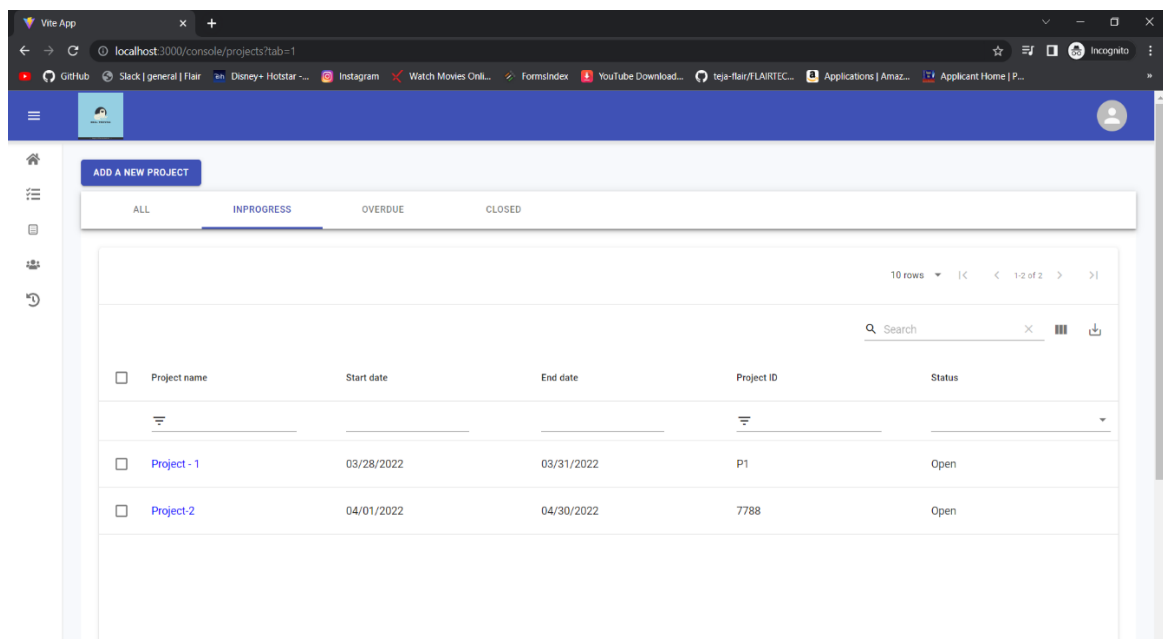 Vite App
localhost:3000/console/projects?tab=1
Incognito
GitHub Slack | general | Flair Disney+ Hotstar -... Instagram Watch Movies Onli... FormsIndex YouTube Download... teja-flair/FLAIRTEC... Applications | Amaz... Applicant Home | P...
ADD A NEW PROJECT
ALL INPROGRESS OVERDUE CLOSED
10 rows 1-2 of 2
Search
Project name Start date End date Project ID Status
Project - 1 03/28/2022 03/31/2022 P1 Open
Project-2 04/01/2022 04/30/2022 7788 Open